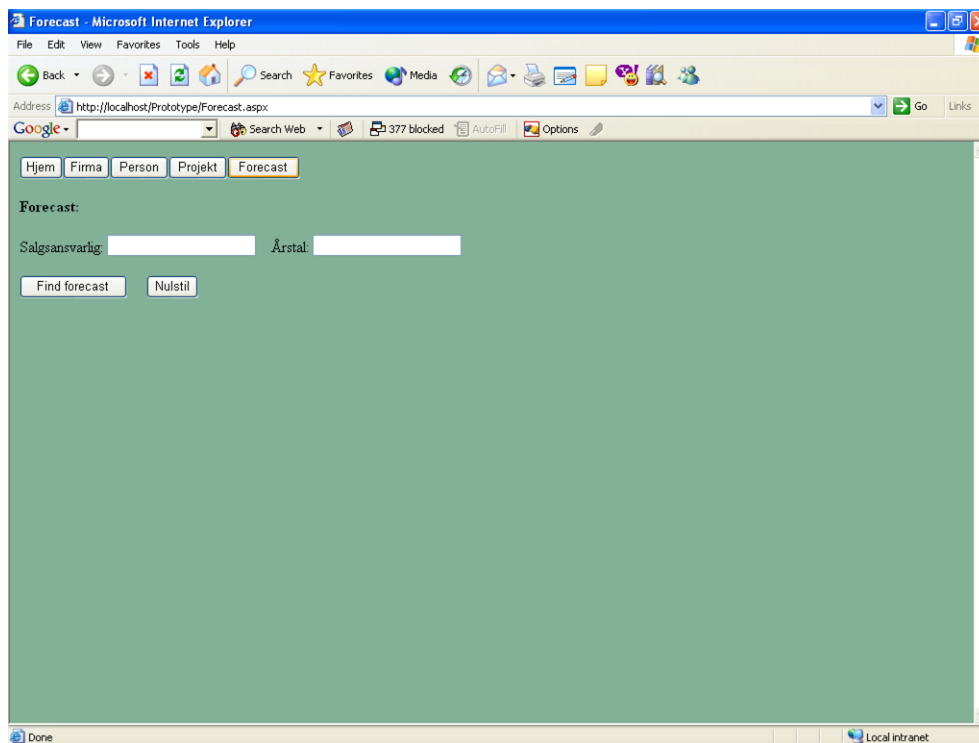 Forecast - Microsoft Internet Explorer
File Edit View Favorites Tools Help
Back Search Favorites Media
Address http://localhost/Prototype/Forecast.aspx Go Links
Google Search Web 377 blocked AutoFill Options
Hjem Firma Person Projekt Forecast
Forecast:
Salgsansvarlig: Årstal:
Find forecast Nulstil
Done Local intranet